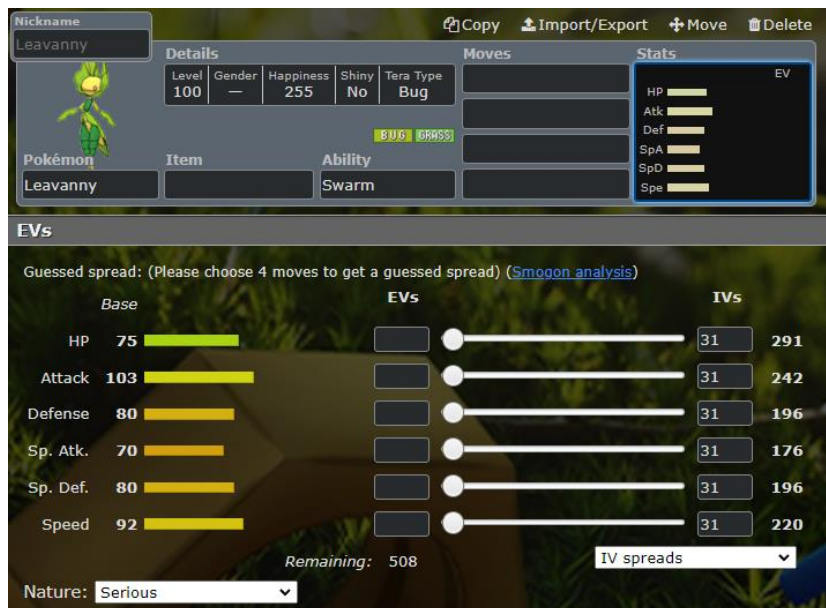 Nickname
Leavanny
Copy Import/Export Move Delete
Details
Level Gender Happiness Shiny Tera Type
100 — 255 No Bug
BUG GRASS
Moves
Stats
EV
HP
Atk
Def
SpA
SpD
Spe
Pokémon Item Ability
Leavanny Swarm
EVs
Guessed spread: (Please choose 4 moves to get a guessed spread) (Smogon analysis)
Base EVs IVs
HP 75 31 291
Attack 103 31 242
Defense 80 31 196
Sp. Atk. 70 31 176
Sp. Def. 80 31 196
Speed 92 31 220
Remaining: 508 IV spreads
Nature: Serious